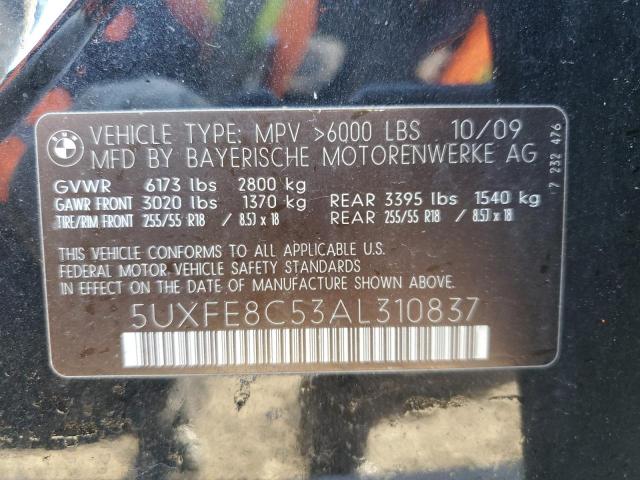 BMW
VEHICLE TYPE: MPV >6000 LBS 10/09
MFD BY BAYERISCHE MOTORENWERKE AG
GVWR 6173 lbs 2800 kg
GAWR FRONT 3020 lbs 1370 kg REAR 3395 lbs 1540 kg
TIRE/RIM FRONT 255/55 R18 / 8.5J x 18 REAR 255/55 R18 / 8.5J x 18
THIS VEHICLE CONFORMS TO ALL APPLICABLE U.S.
FEDERAL MOTOR VEHICLE SAFETY STANDARDS
IN EFFECT ON THE DATE OF MANUFACTURE SHOWN ABOVE.
5UXFE8C53AL310837
7 232 476